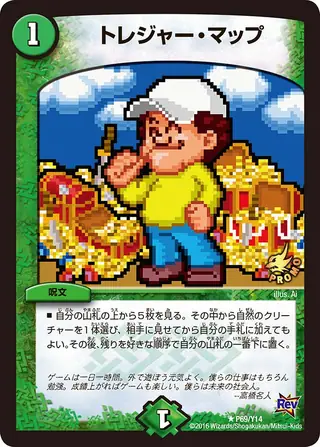 1
トレジャー・マップ
PROMO
illus. Ai
呪文
■ 自分の山札の上から5枚を見る。その中から自然のクリ
ーチャーを1体選び、相手に見せてから自分の手札に加えても
よい。その後、残りを好きな順序で自分の山札の一番下に置く。
ゲームは一日一時間。外で遊ぼう元気よく。僕らの仕事はもちろん
勉強。成績上がればゲームも楽しい。僕らは未来の社会人。
--高橋名人
Rev
1
★ P69/Y14
©2016 Wizards/Shogakukan/Mitsui-Kids